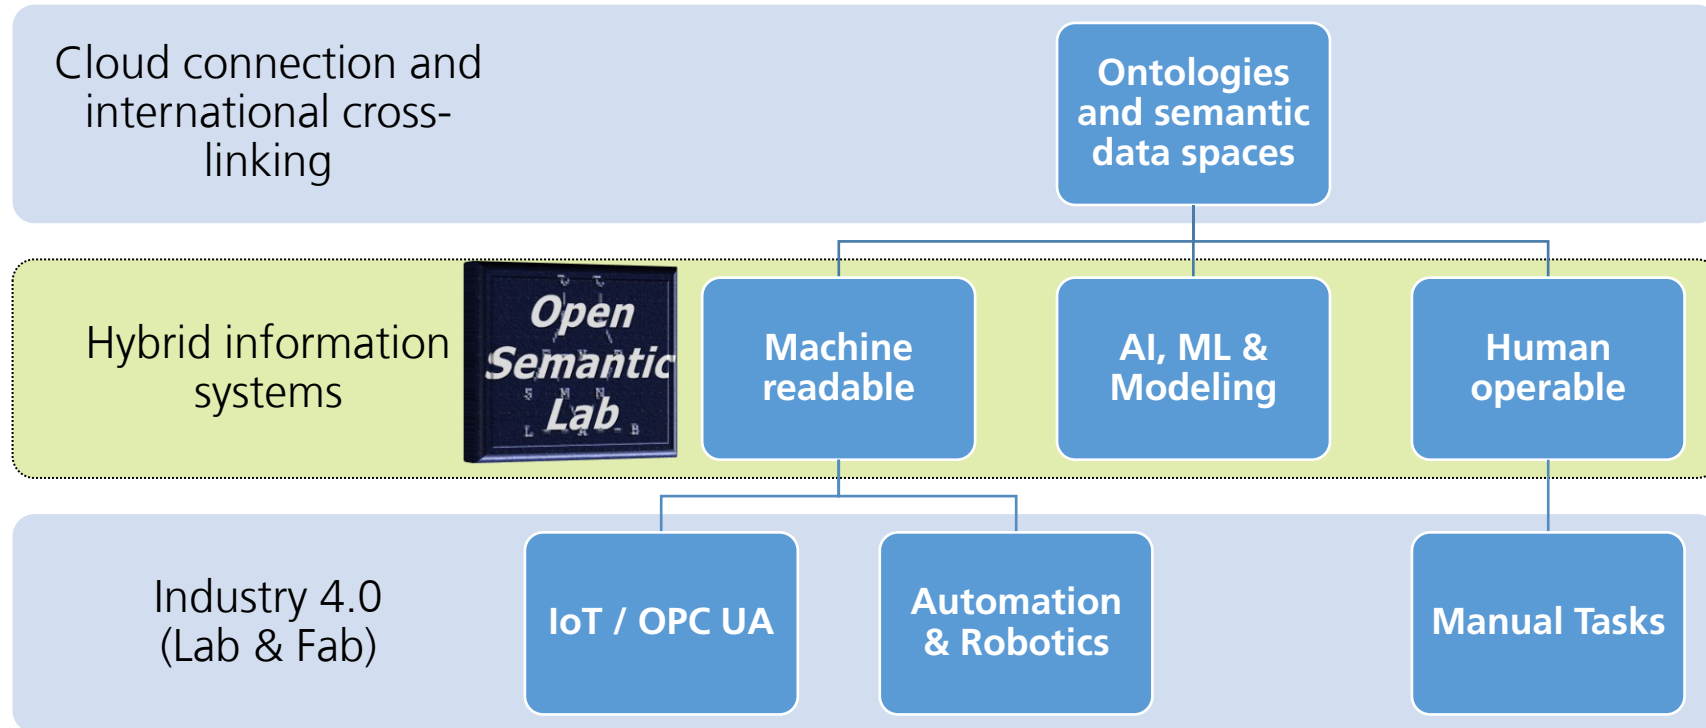 Cloud connection and
international cross-
linking
Ontologies
and semantic
data spaces
Hybrid information
systems
Open
Semantic
Lab
Machine
readable
AI, ML &
Modeling
Human
operable
Industry 4.0
(Lab & Fab)
IoT / OPC UA
Automation
& Robotics
Manual Tasks